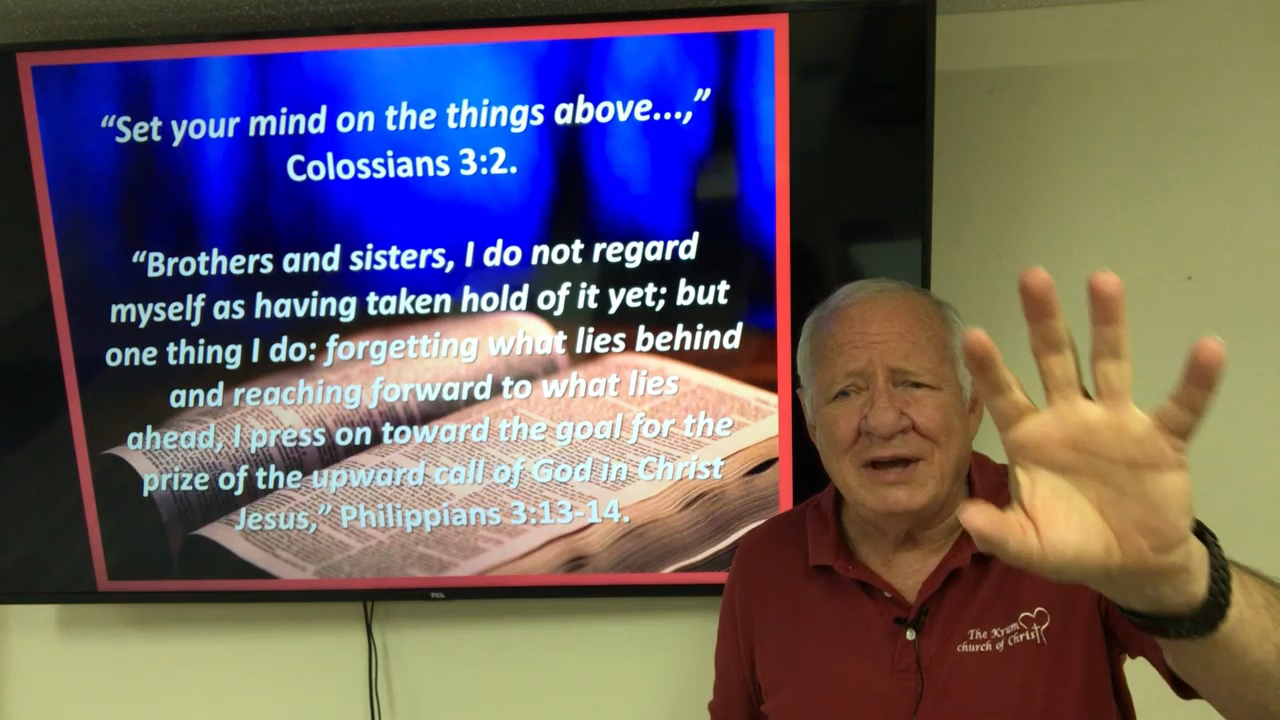 “Set your mind on the things above...,”
Colossians 3:2.
“Brothers and sisters, I do not regard
myself as having taken hold of it yet; but
one thing I do: forgetting what lies behind
and reaching forward to what lies
ahead, I press on toward the goal for the
prize of the upward call of God in Christ
Jesus,” Philippians 3:13-14.
TCL
The Krum
church of Christ